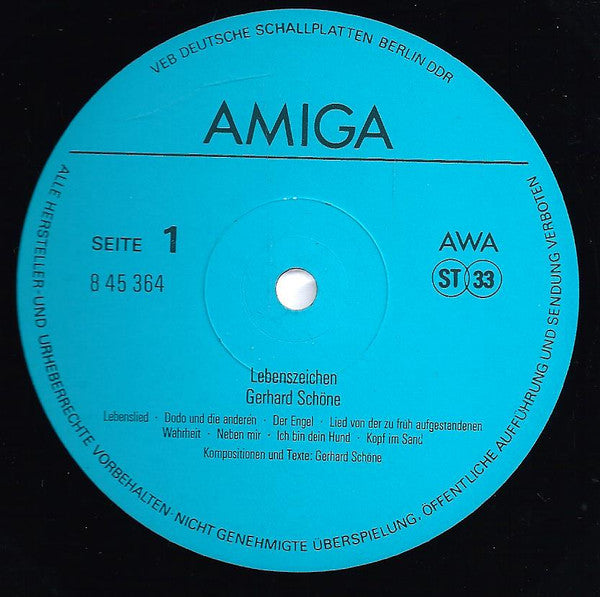 VEB DEUTSCHE SCHALLPLATTEN BERLIN DDR
AMIGA
SEITE 1
8 45 364
AWA
ST 33
Lebenszeichen
Gerhard Schöne
Lebenslied · Dodo und die anderen · Der Engel · Lied von der zu früh aufgestandenen
Wahrheit · Neben mir · Ich bin dein Hund · Kopf im Sand
Kompositionen und Texte: Gerhard Schöne
ALLE HERSTELLER- UND URHEBERRECHTE VORBEHALTEN · NICHT GENEHMIGTE ÜBERSPIELUNG, ÖFFENTLICHE AUFFÜHRUNG UND SENDUNG VERBOTEN